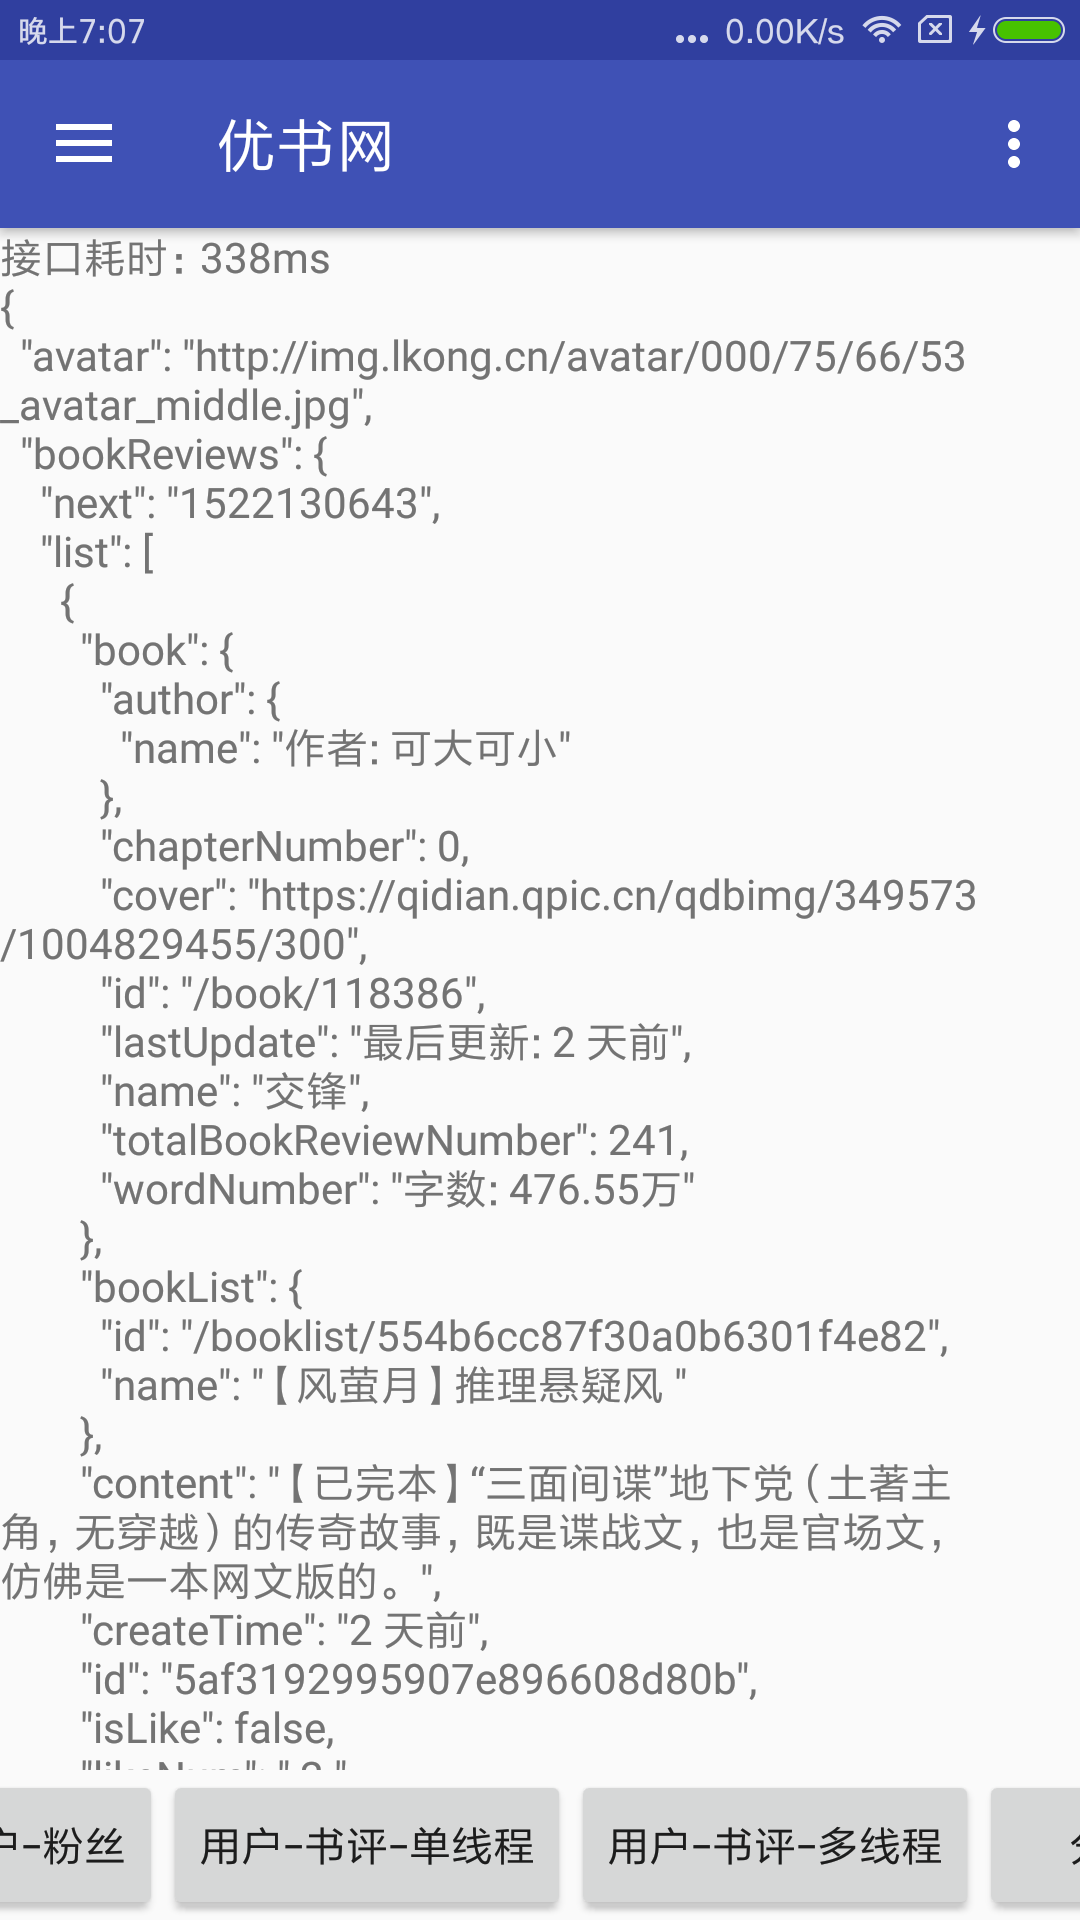 晚上7:07
... 0.00K/s
优书网
接口耗时：338ms
{
"avatar": "http://img.lkong.cn/avatar/000/75/66/53
_avatar_middle.jpg",
"bookReviews": {
"next": "1522130643",
"list": [
{
"book": {
"author": {
"name": "作者: 可大可小"
},
"chapterNumber": 0,
"cover": "https://qidian.qpic.cn/qdbimg/349573
/1004829455/300",
"id": "/book/118386",
"lastUpdate": "最后更新: 2 天前",
"name": "交锋",
"totalBookReviewNumber": 241,
"wordNumber": "字数: 476.55万"
},
"bookList": {
"id": "/booklist/554b6cc87f30a0b6301f4e82",
"name": "【风萤月】推理悬疑风 "
},
"content": "【已完本】“三面间谍”地下党（土著主
角，无穿越）的传奇故事，既是谍战文，也是官场文，
仿佛是一本网文版的。",
"createTime": "2 天前",
"id": "5af3192995907e896608d80b",
"isLike": false,
户-粉丝
用户-书评-单线程
用户-书评-多线程